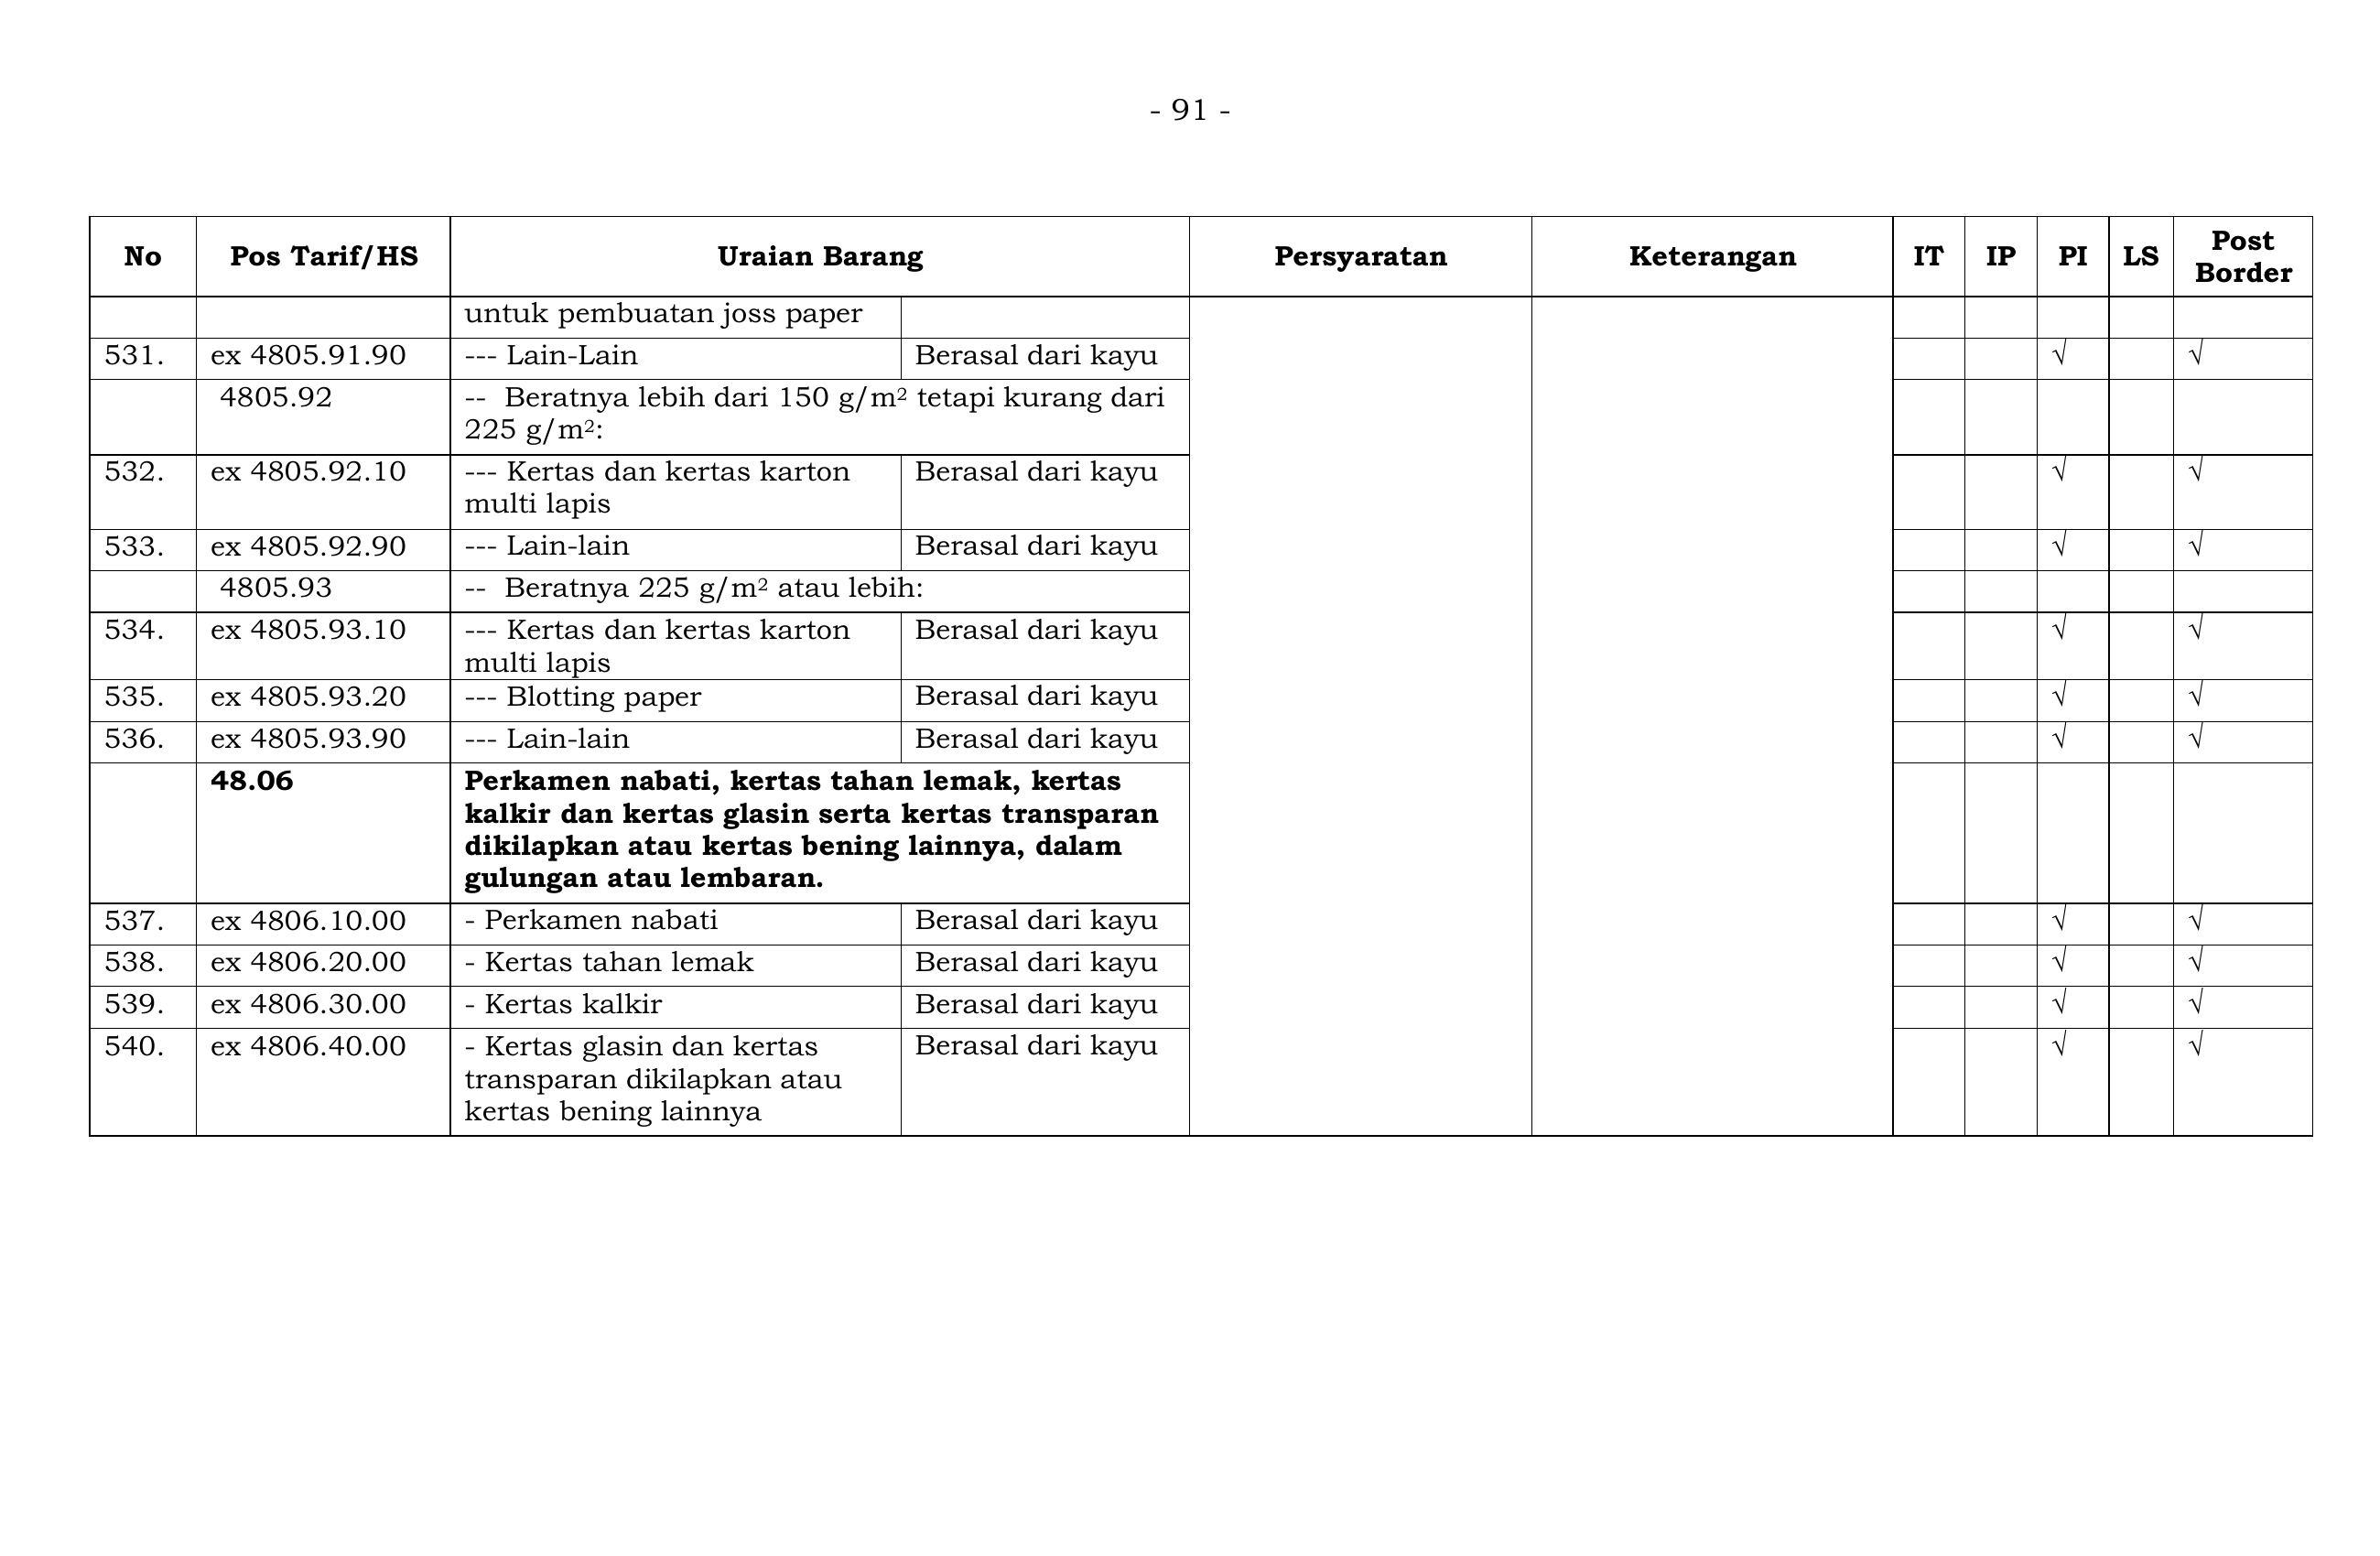 - 91 -
No Pos Tarif/HS Uraian Barang Persyaratan Keterangan IT IP PI LS Post Border
untuk pembuatan joss paper
531. ex 4805.91.90 --- Lain-Lain Berasal dari kayu √ √
4805.92 -- Beratnya lebih dari 150 g/m² tetapi kurang dari
225 g/m²:
532. ex 4805.92.10 --- Kertas dan kertas karton Berasal dari kayu √ √
multi lapis
533. ex 4805.92.90 --- Lain-lain Berasal dari kayu √ √
4805.93 -- Beratnya 225 g/m² atau lebih:
534. ex 4805.93.10 --- Kertas dan kertas karton Berasal dari kayu √ √
multi lapis
535. ex 4805.93.20 --- Blotting paper Berasal dari kayu √ √
536. ex 4805.93.90 --- Lain-lain Berasal dari kayu √ √
48.06 Perkamen nabati, kertas tahan lemak, kertas
kalkir dan kertas glasin serta kertas transparan
dikilapkan atau kertas bening lainnya, dalam
gulungan atau lembaran.
537. ex 4806.10.00 - Perkamen nabati Berasal dari kayu √ √
538. ex 4806.20.00 - Kertas tahan lemak Berasal dari kayu √ √
539. ex 4806.30.00 - Kertas kalkir Berasal dari kayu √ √
540. ex 4806.40.00 - Kertas glasin dan kertas Berasal dari kayu √ √
transparan dikilapkan atau
kertas bening lainnya